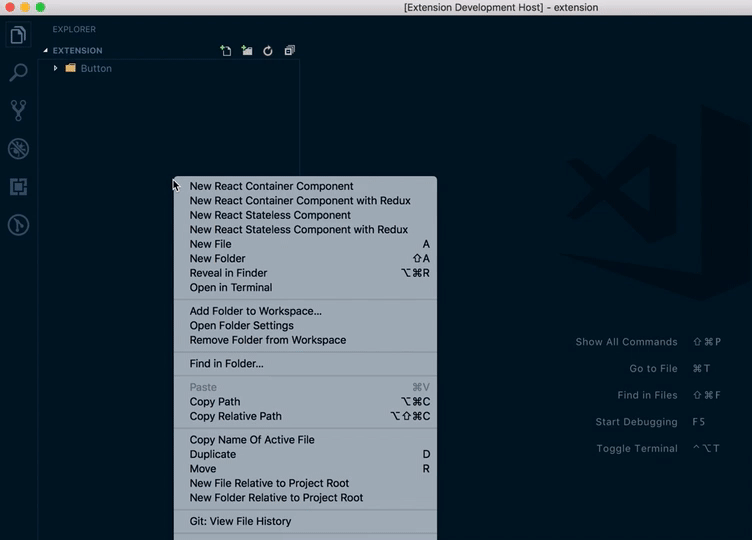 [Extension Development Host] - extension
EXPLORER
EXTENSION
Button
New React Container Component
New React Container Component with Redux
New React Stateless Component
New React Stateless Component with Redux
New File A
New Folder ⇧A
Reveal in Finder ⌥⌘R
Open in Terminal
Add Folder to Workspace...
Open Folder Settings
Remove Folder from Workspace
Find in Folder...
Paste ⌘V
Copy Path ⌥⌘C
Copy Relative Path ⌥⇧⌘C
Copy Name Of Active File
Duplicate D
Move R
New File Relative to Project Root
New Folder Relative to Project Root
Git: View File History
Show All Commands ⇧⌘P
Go to File ⌘T
Find in Files ⇧⌘F
Start Debugging F5
Toggle Terminal ^⌥T